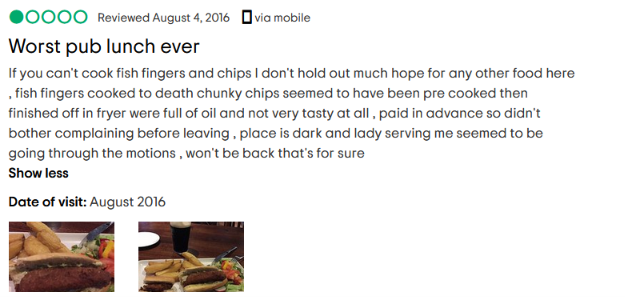 Reviewed August 4, 2016 via mobile
Worst pub lunch ever
If you can't cook fish fingers and chips I don't hold out much hope for any other food here
, fish fingers cooked to death chunky chips seemed to have been pre cooked then
finished off in fryer were full of oil and not very tasty at all , paid in advance so didn't
bother complaining before leaving , place is dark and lady serving me seemed to be
going through the motions , won't be back that's for sure
Show less
Date of visit: August 2016